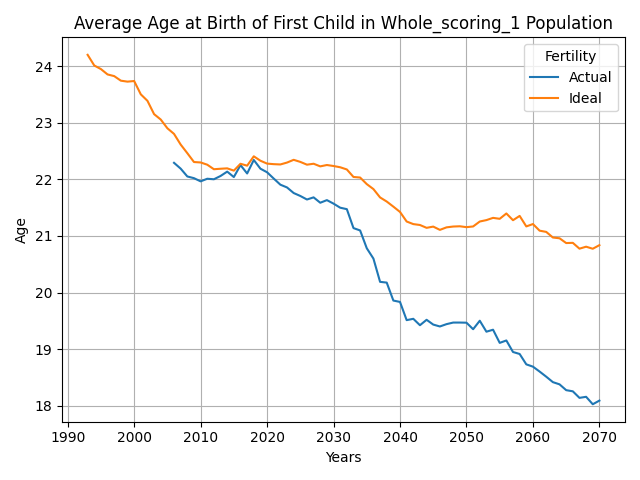 Average Age at Birth of First Child in Whole_scoring_1 Population
Fertility
Actual
Ideal
24
23
22
21
20
19
18
Age
1990
2000
2010
2020
2030
2040
2050
2060
2070
Years